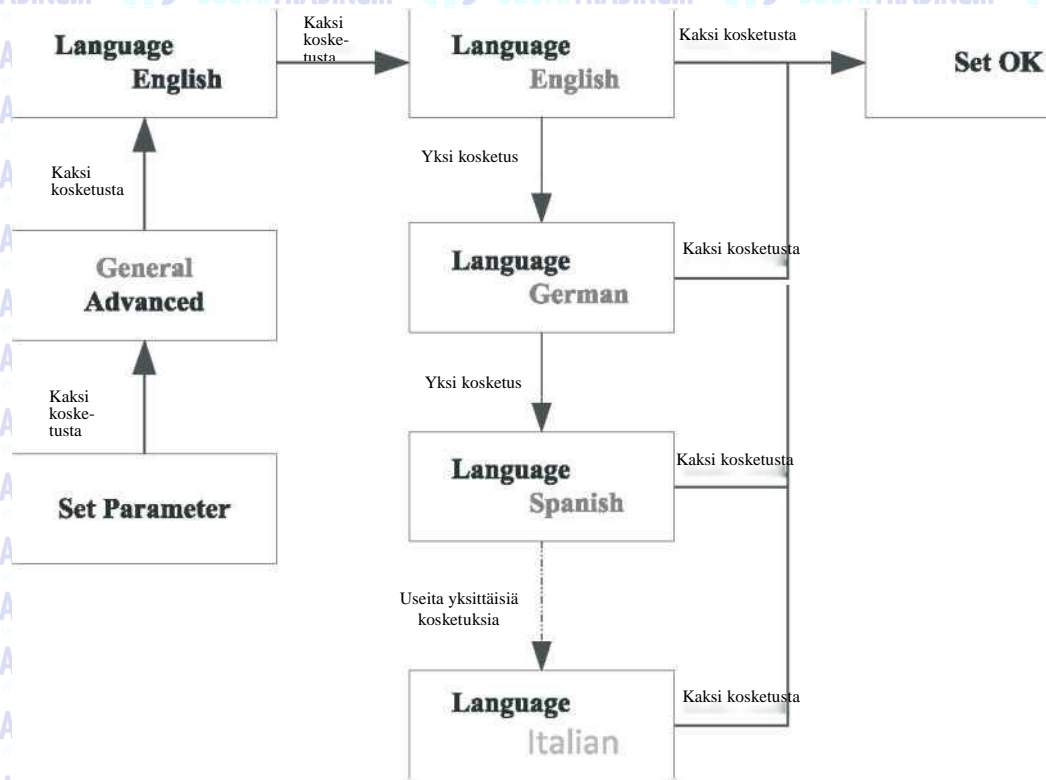 Language
English
Kaksi
koske-
tusta
Language
English
Kaksi kosketusta
Set OK
Kaksi
kosketusta
Yksi kosketus
General
Advanced
Language
German
Kaksi kosketusta
Kaksi
koske-
tusta
Yksi kosketus
Set Parameter
Language
Spanish
Kaksi kosketusta
Useita yksittäisiä
kosketuksia
Language
Italian
Kaksi kosketusta